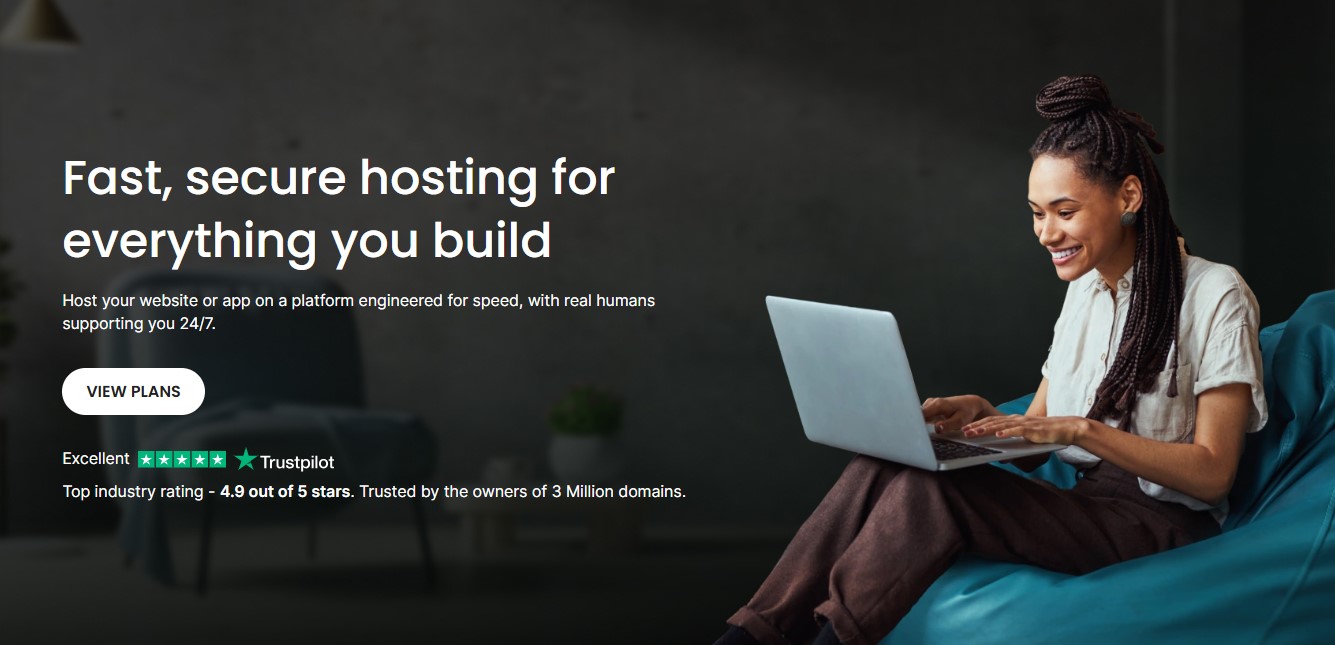 Fast, secure hosting for
everything you build
Host your website or app on a platform engineered for speed, with real humans
supporting you 24/7.
VIEW PLANS
Excellent Trustpilot
Top industry rating - 4.9 out of 5 stars. Trusted by the owners of 3 Million domains.